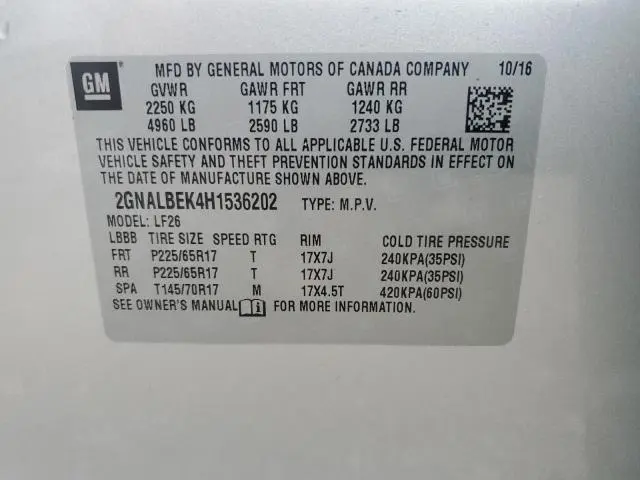 GM
MFD BY GENERAL MOTORS OF CANADA COMPANY 10/16
GVWR GAWR FRT GAWR RR
2250 KG 1175 KG 1240 KG
4960 LB 2590 LB 2733 LB
THIS VEHICLE CONFORMS TO ALL APPLICABLE U.S. FEDERAL MOTOR
VEHICLE SAFETY AND THEFT PREVENTION STANDARDS IN EFFECT ON
THE DATE OF MANUFACTURE SHOWN ABOVE.
2GNALBEK4H1536202 TYPE: M.P.V.
MODEL: LF26
LBBB TIRE SIZE SPEED RTG RIM COLD TIRE PRESSURE
FRT P225/65R17 T 17X7J 240KPA(35PSI)
RR P225/65R17 T 17X7J 240KPA(35PSI)
SPA T145/70R17 M 17X4.5T 420KPA(60PSI)
SEE OWNER'S MANUAL FOR MORE INFORMATION.